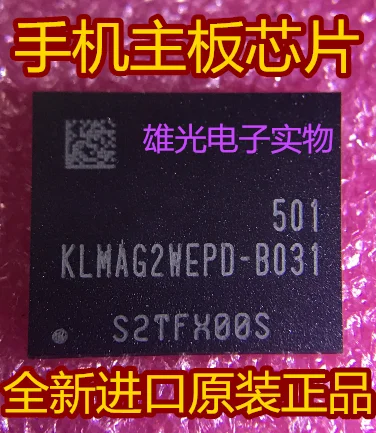 手机主板芯片
雄光电子实物
501
KLMAG2WEPD-B031
S2TFX00S
全新进口原装正品